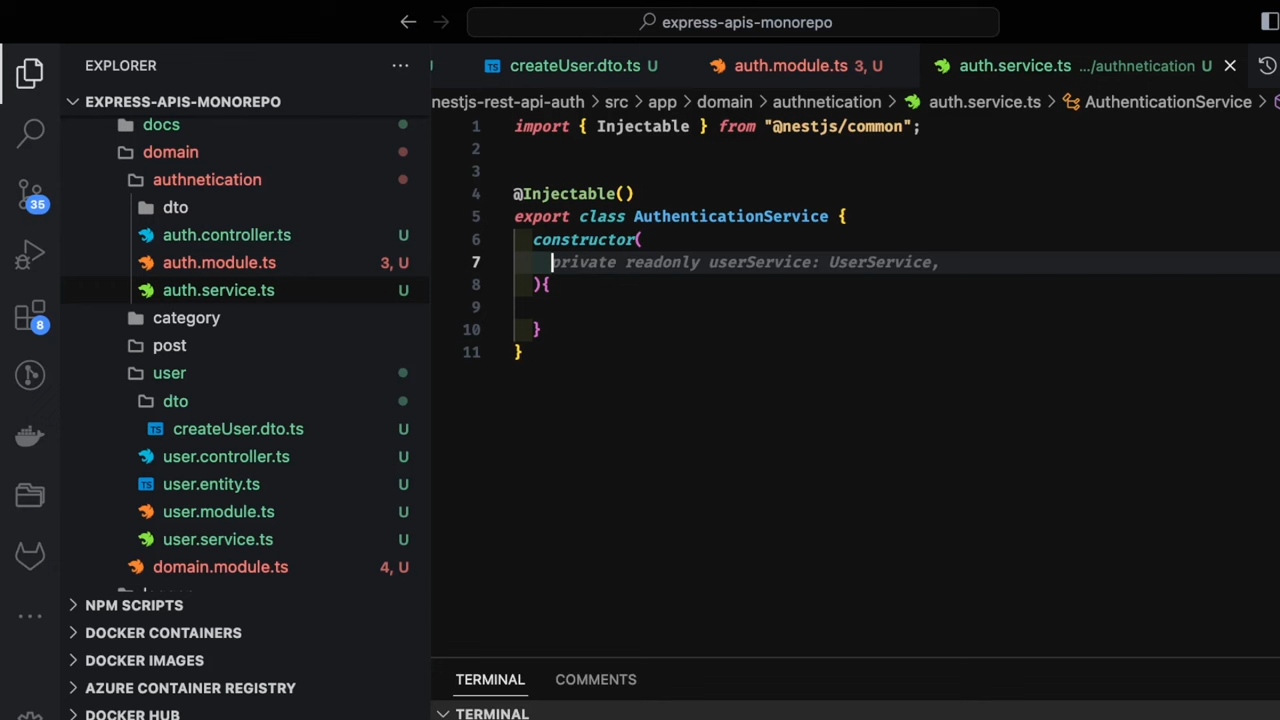 express-apis-monorepo
EXPLORER
EXPRESS-APIS-MONOREPO
docs
domain
authnetication
dto
auth.controller.ts U
auth.module.ts 3, U
auth.service.ts U
category
post
user
dto
createUser.dto.ts U
user.controller.ts U
user.entity.ts U
user.module.ts U
user.service.ts U
domain.module.ts 4, U
NPM SCRIPTS
DOCKER CONTAINERS
DOCKER IMAGES
AZURE CONTAINER REGISTRY
DOCKER HUB
35
8
TS createUser.dto.ts U
auth.module.ts 3, U
auth.service.ts .../authnetication U
nestjs-rest-api-auth > src > app > domain > authnetication > auth.service.ts > AuthenticationService >
1 import { Injectable } from "@nestjs/common";
2
3
4 @Injectable()
5 export class AuthenticationService {
6 constructor(
7 private readonly userService: UserService,
8 ){
9
10 }
11 }
TERMINAL COMMENTS
TERMINAL